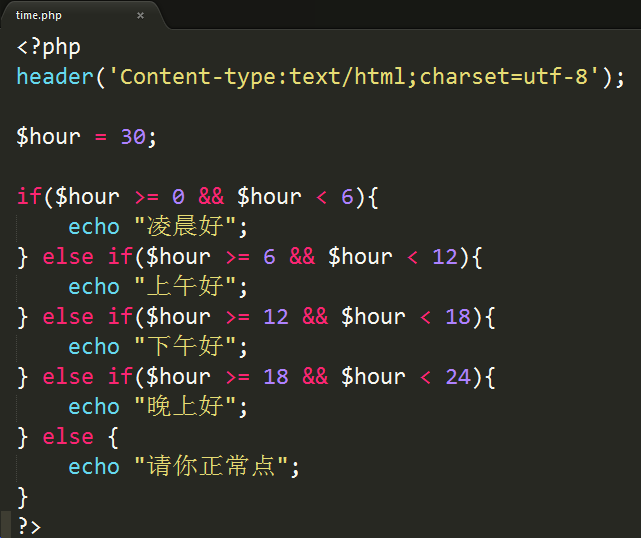 time.php ×
<?php
header('Content-type:text/html;charset=utf-8');
$hour = 30;
if($hour >= 0 && $hour < 6){
    echo "凌晨好";
} else if($hour >= 6 && $hour < 12){
    echo "上午好";
} else if($hour >= 12 && $hour < 18){
    echo "下午好";
} else if($hour >= 18 && $hour < 24){
    echo "晚上好";
} else {
    echo "请你正常点";
}
?>